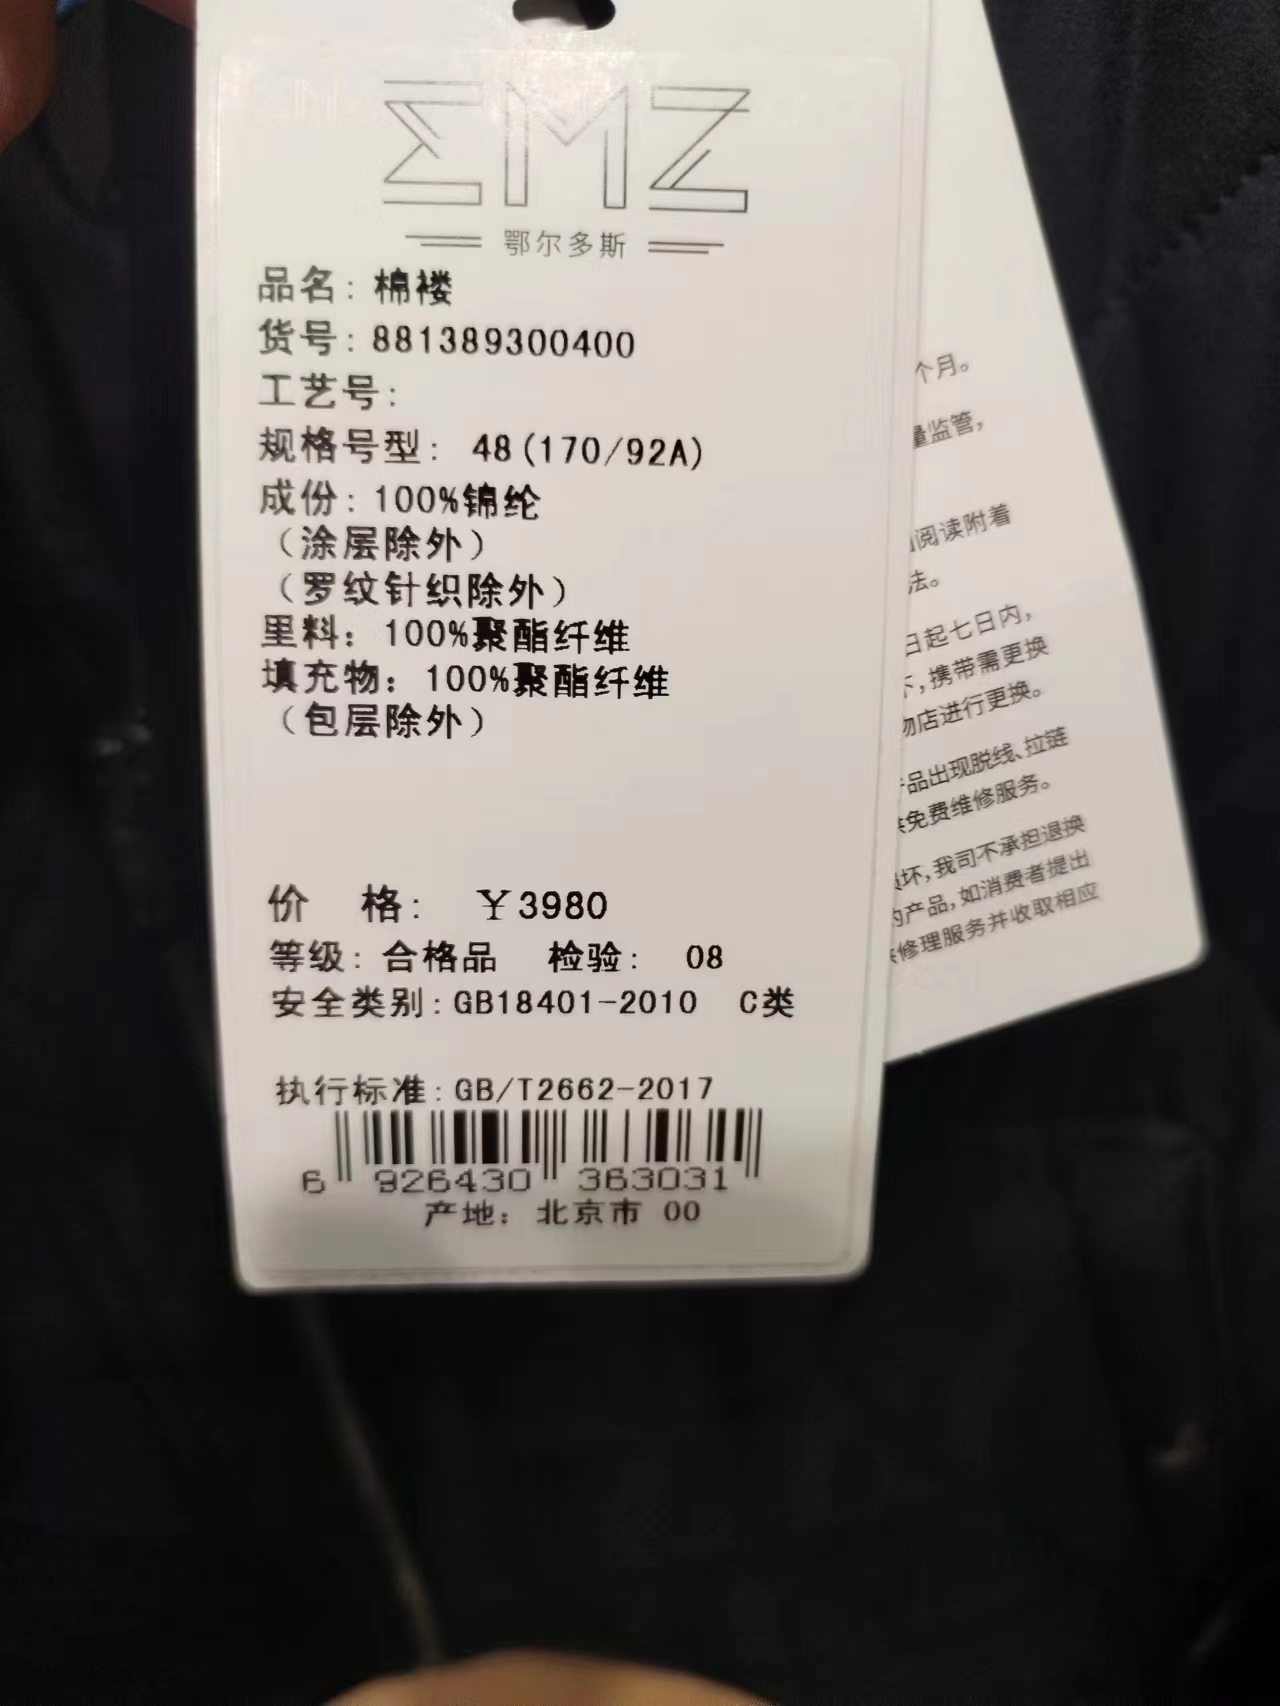 ΣMZ
鄂尔多斯
品名: 棉褛
货号: 881389300400
工艺号:
规格号型: 48(170/92A)
成份: 100%锦纶
(涂层除外)
(罗纹针织除外)
里料: 100%聚酯纤维
填充物: 100%聚酯纤维
(包层除外)
价 格: ¥3980
等级: 合格品 检验: 08
安全类别:GB18401-2010 C类
执行标准:GB/T2662-2017
6 926430 363031
产地: 北京市 00
个月。
量监管,
阅读附着
法。
日起七日内,
下,携带需更换
物店进行更换。
产品出现脱线、拉链
供免费维修服务。
损坏,我司不承担退换
的产品,如消费者提出
修理服务并收取相应